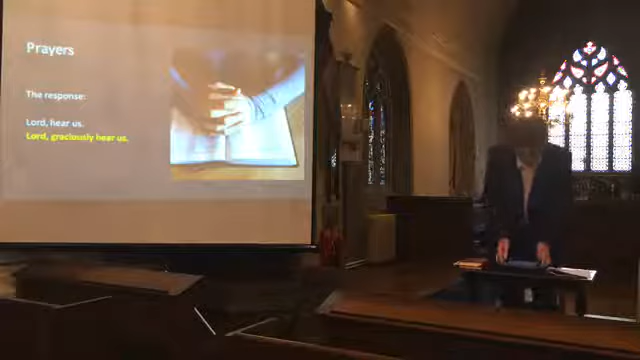 Prayers
The response:
Lord, hear us.
Lord, graciously hear us.